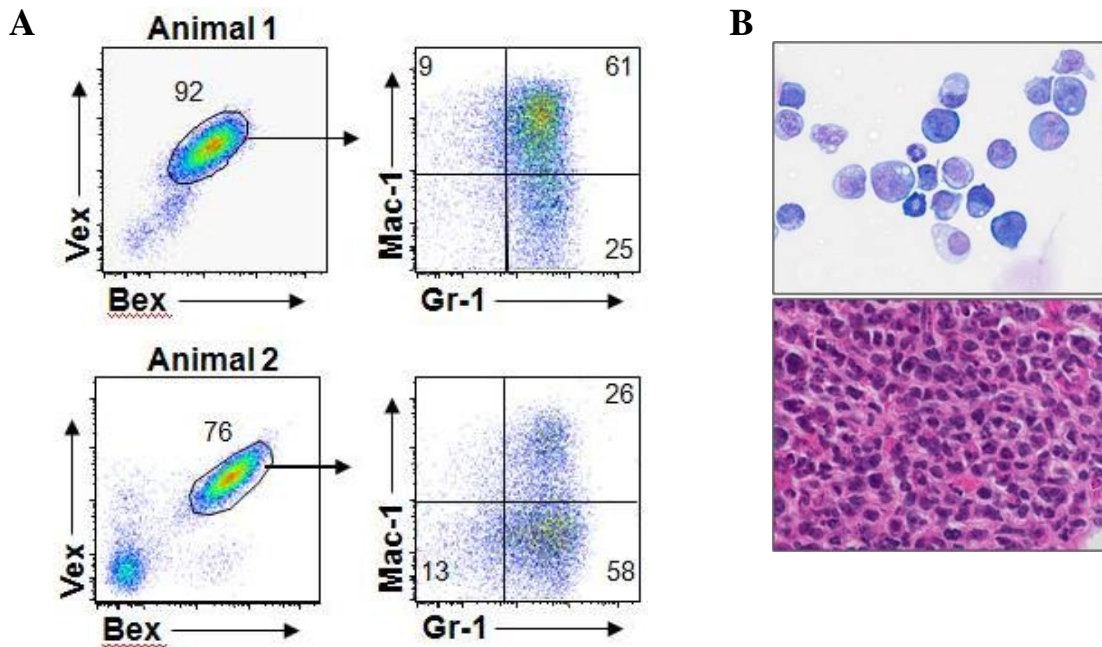 A
B
Animal 1
92
Vex
Bex
9
61
25
Mac-1
Gr-1
Animal 2
76
Vex
Bex
26
13
58
Mac-1
Gr-1